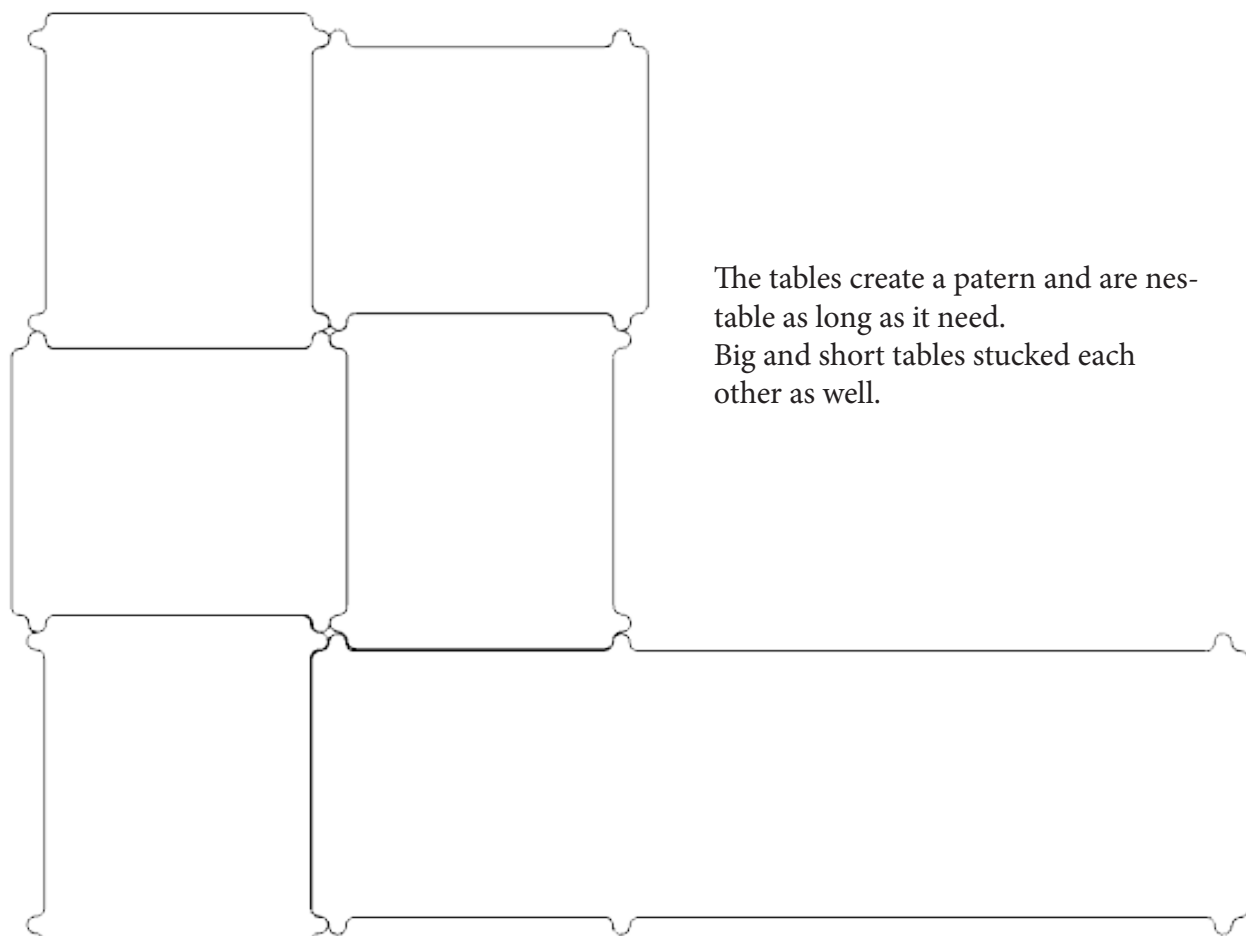 The tables create a patern and are nes-
table as long as it need.
Big and short tables stucked each
other as well.